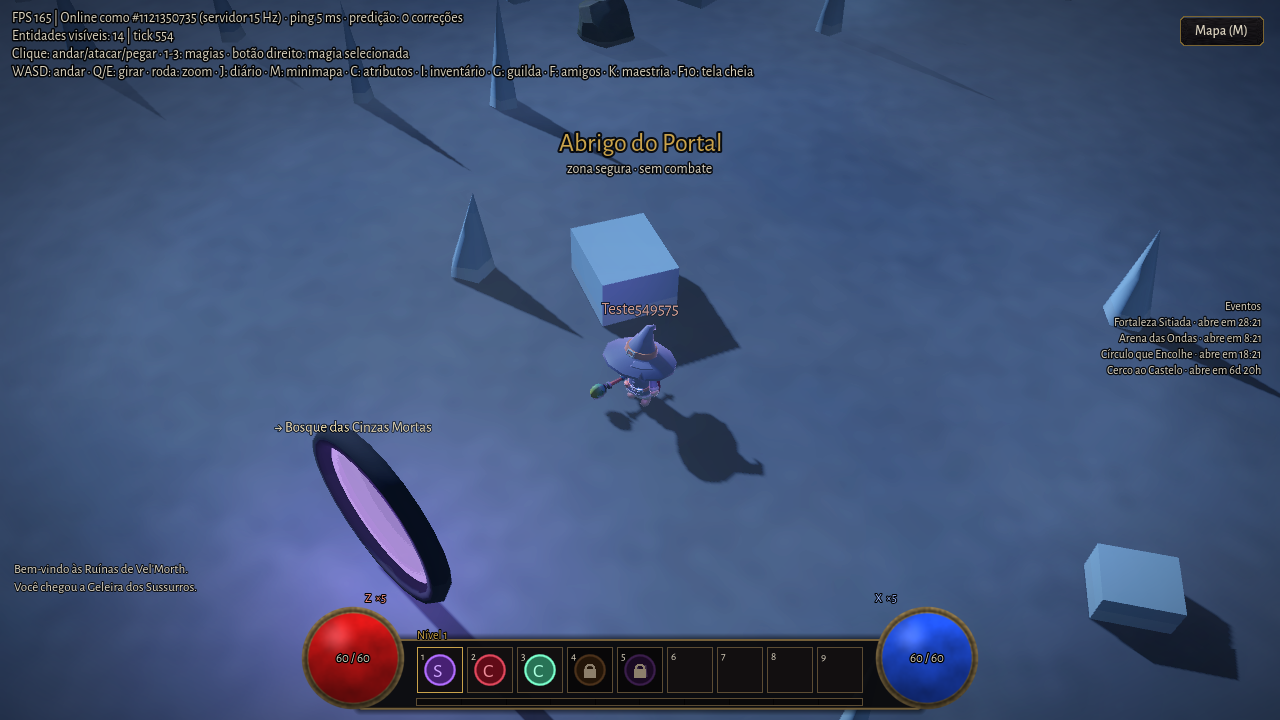 FPS 165 | Online como #1121350735 (servidor 15 Hz) · ping 5 ms · predição: 0 correções
Entidades visíveis: 14 | tick 554
Clique: andar/atacar/pegar · 1-3: magias · botão direito: magia selecionada
WASD: andar · Q/E: girar · roda: zoom · J: diário · M: minimapa · C: atributos · I: inventário · G: guilda · F: amigos · K: maestria · F10: tela cheia
Mapa (M)
Abrigo do Portal
zona segura · sem combate
Teste549575
Eventos
Fortaleza Sitiada · abre em 28:21
Arena das Ondas · abre em 8:21
Círculo que Encolhe · abre em 18:21
Cerco ao Castelo · abre em 6d 20h
→ Bosque das Cinzas Mortas
Bem-vindo às Ruínas de Vel'Morth.
Você chegou a Geleira dos Sussurros.
Z ×5
X ×5
Nível 1
60 / 60
1 2 3 4 5 6 7 8 9
S C C
60 / 60